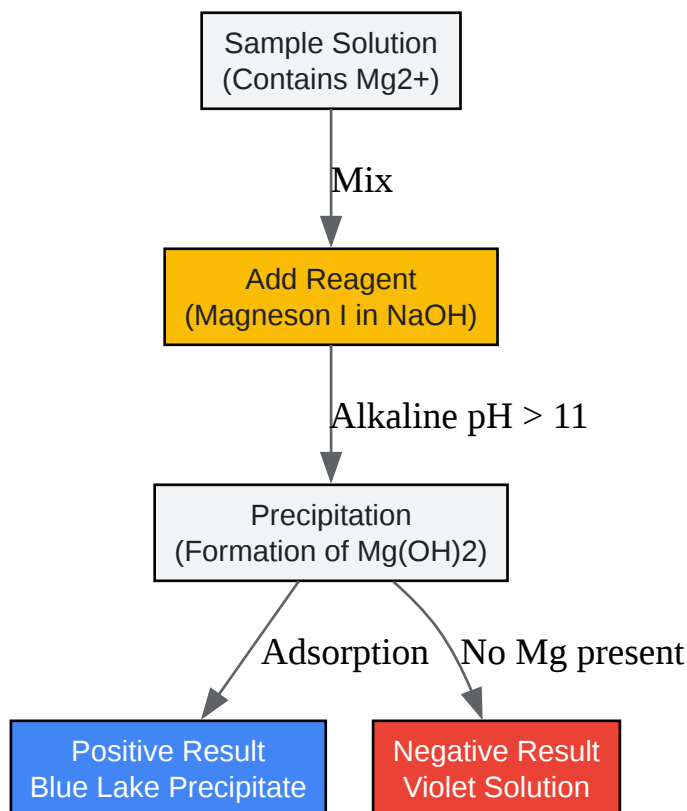 Sample Solution
(Contains Mg2+)
Mix
Add Reagent
(Magneson I in NaOH)
Alkaline pH > 11
Precipitation
(Formation of Mg(OH)2)
Adsorption
No Mg present
Positive Result
Blue Lake Precipitate
Negative Result
Violet Solution